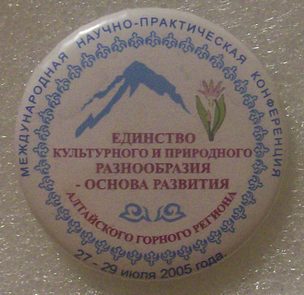 МЕЖДУНАРОДНАЯ НАУЧНО-ПРАКТИЧЕСКАЯ КОНФЕРЕНЦИЯ
ЕДИНСТВО
КУЛЬТУРНОГО И ПРИРОДНОГО
РАЗНООБРАЗИЯ
- ОСНОВА РАЗВИТИЯ
АЛТАЙСКОГО ГОРНОГО РЕГИОНА
27 - 29 июля 2005 года.